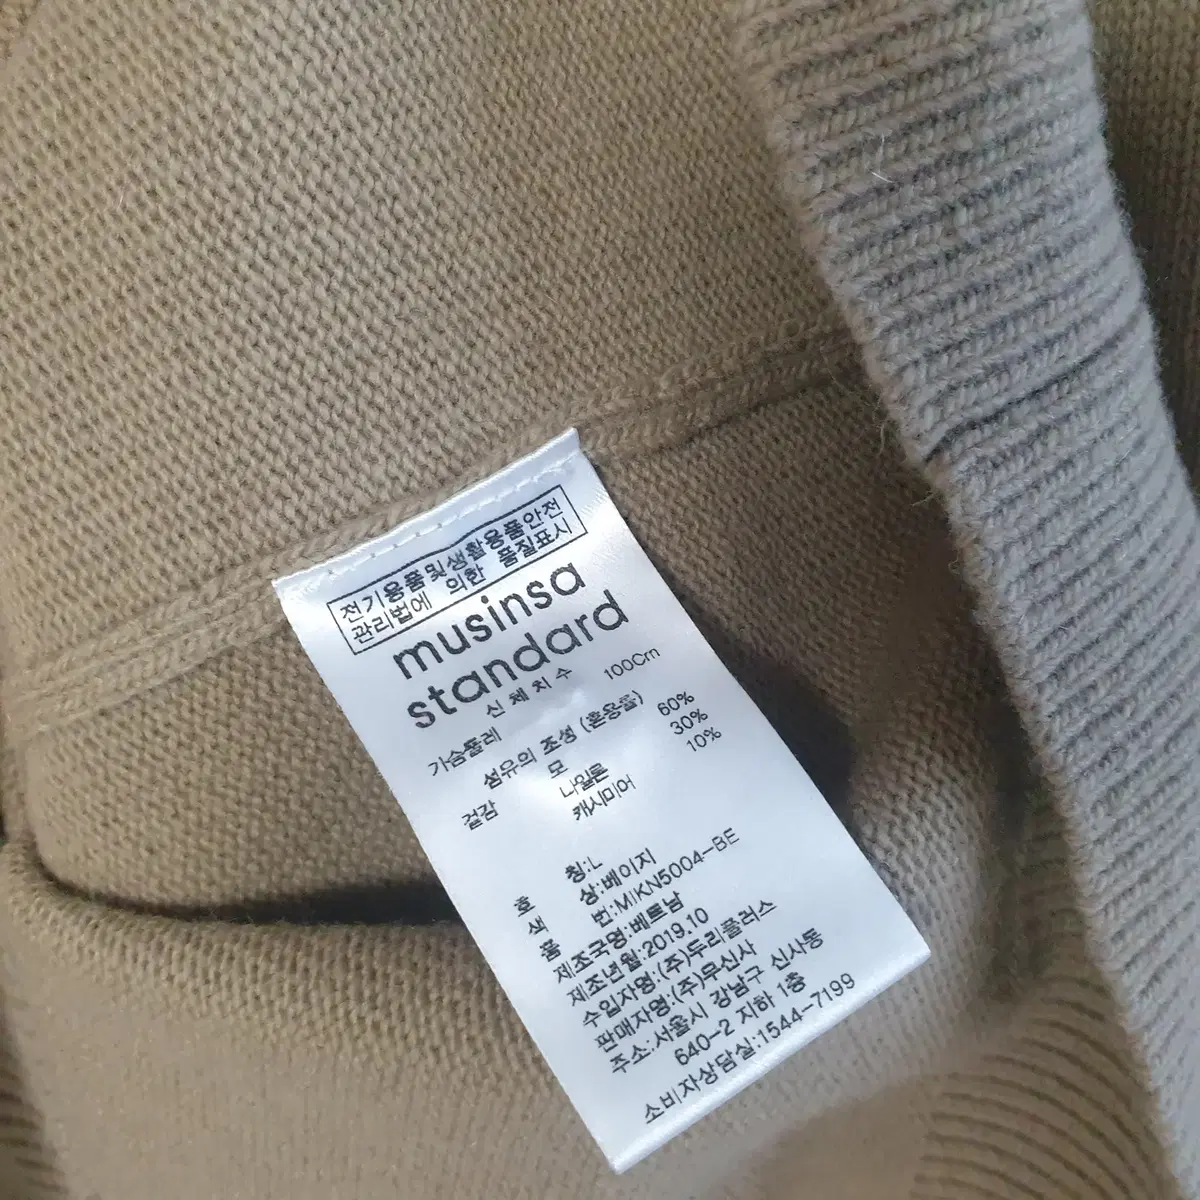 전기용품및생활용품안전
관리법에 의한 품질표시
musinsa
standard
신체치수
가슴둘레 100Cm
섬유의 조성 (혼용율)
겉감 모 60%
나일론 30%
캐시미어 10%
호 칭:L
색 상:베이지
품 번:MIKN5004-BE
제조국명:베트남
제조년월:2019.10
수입자명:(주)두리플러스
판매자명:(주)무신사
주소:서울시 강남구 신사동
640-2 지하 1층
소비자상담실:1544-7199